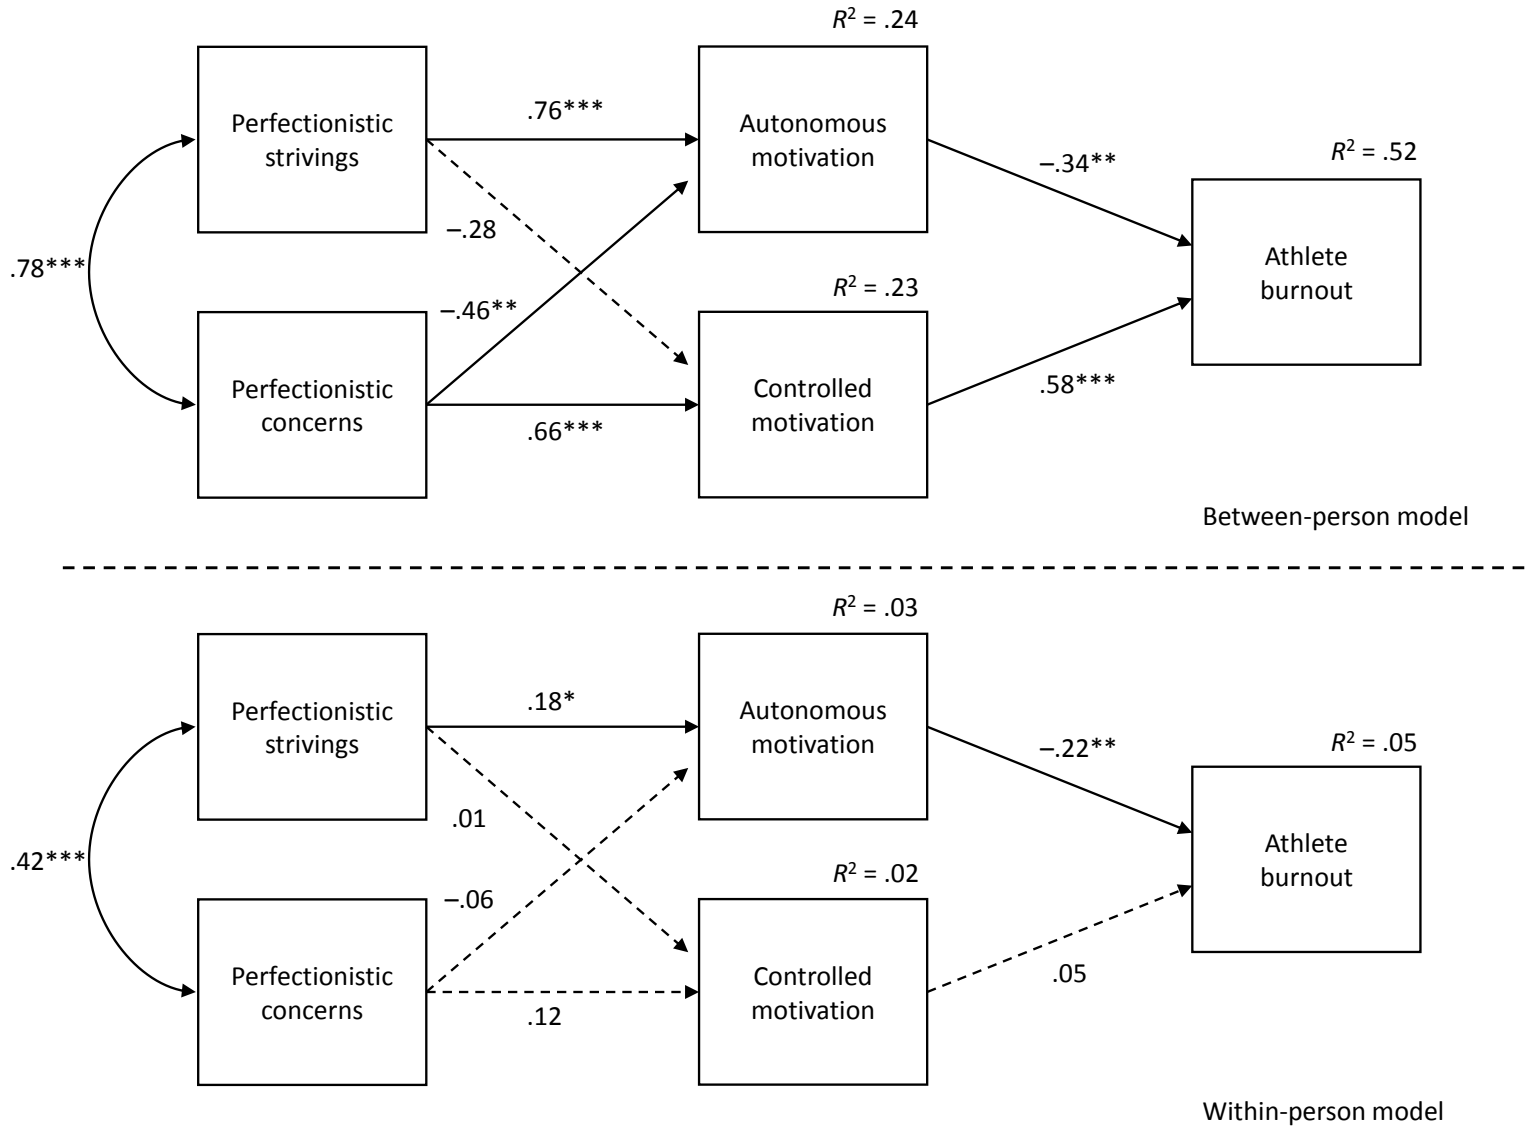 R² = .24
Perfectionistic
strivings
.76***
Autonomous
motivation
–.34**
R² = .52
–.28
.78***
Athlete
burnout
R² = .23
–.46**
Perfectionistic
concerns
.66***
Controlled
motivation
.58***
Between-person model
R² = .03
Perfectionistic
strivings
.18*
Autonomous
motivation
–.22**
R² = .05
.01
.42***
Athlete
burnout
R² = .02
–.06
Perfectionistic
concerns
.12
Controlled
motivation
.05
Within-person model